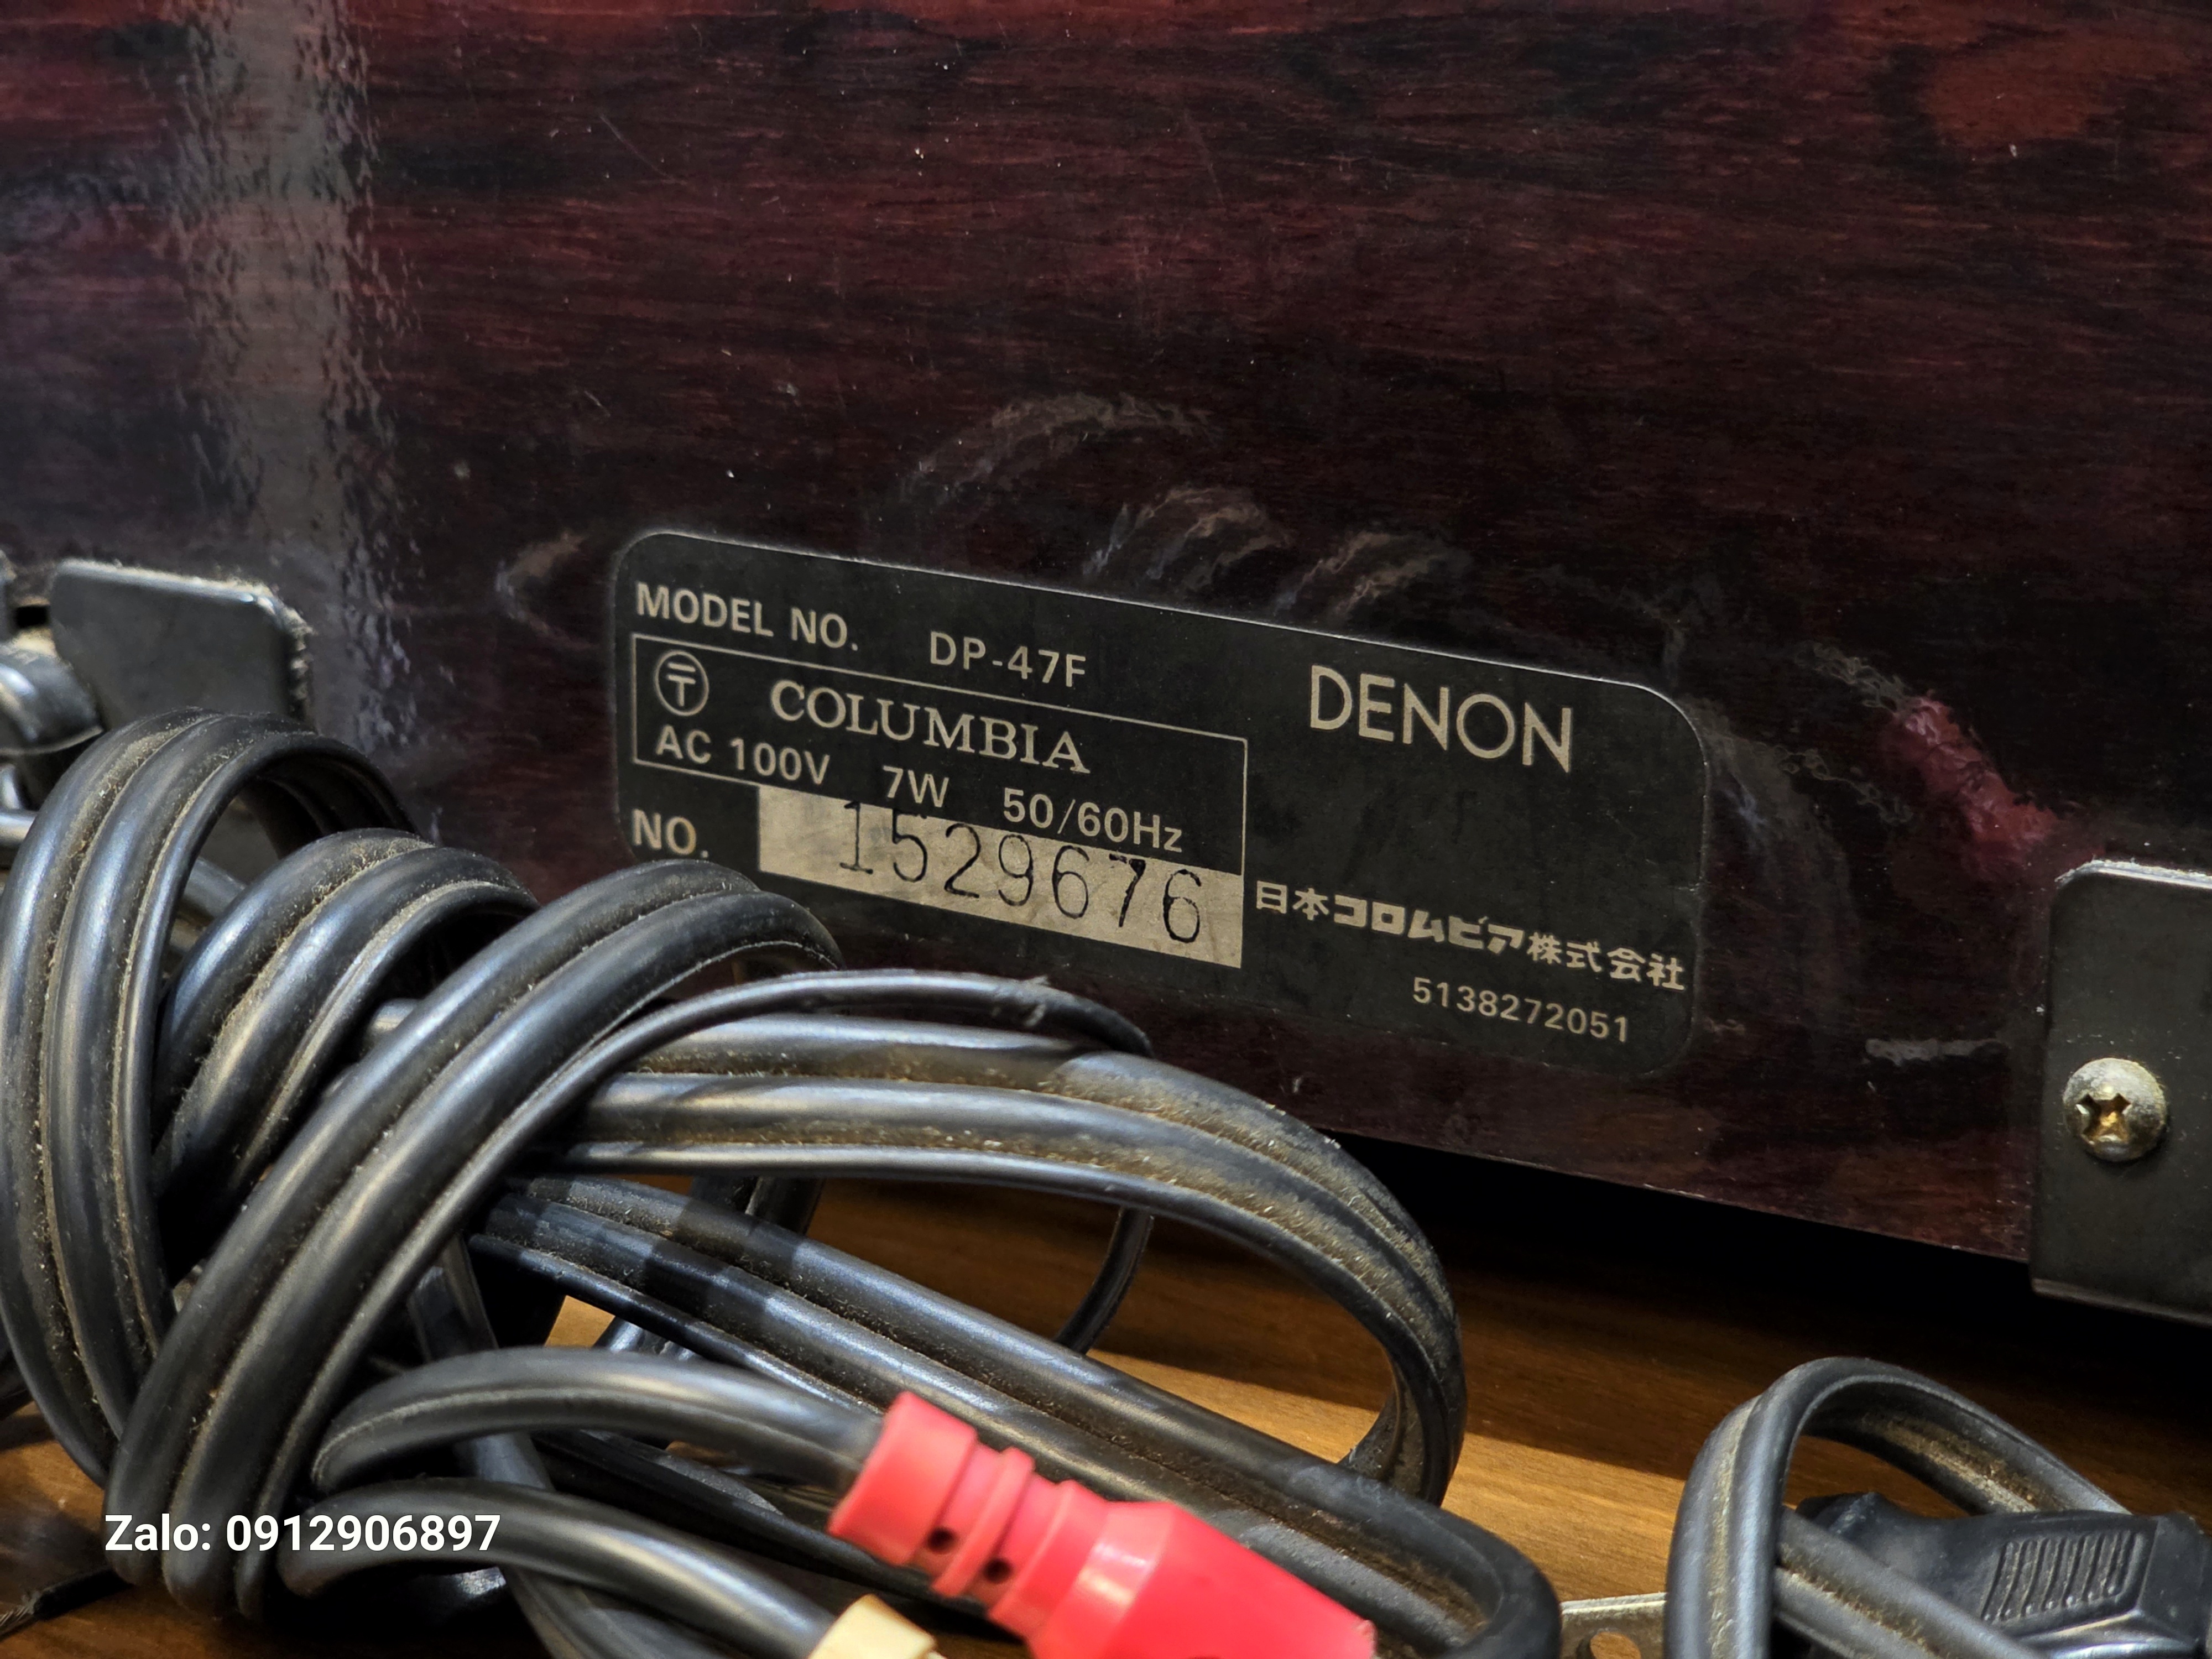 MODEL NO. DP-47F
DENON
〒 COLUMBIA
AC 100V 7W 50/60Hz
NO. 1529676
日本コロムビア株式会社
5138272051
Zalo: 0912906897